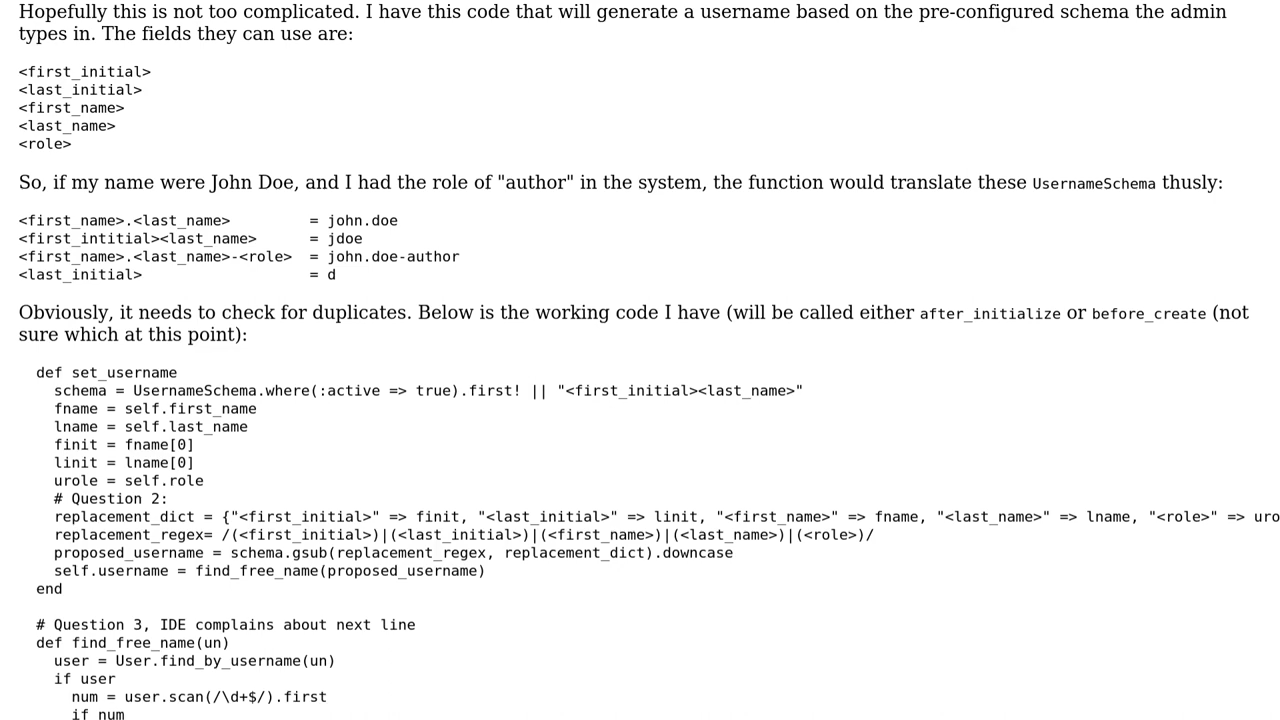 Hopefully this is not too complicated. I have this code that will generate a username based on the pre-configured schema the admin
types in. The fields they can use are:
<first_initial>
<last_initial>
<first_name>
<last_name>
<role>
So, if my name were John Doe, and I had the role of "author" in the system, the function would translate these UsernameSchema thusly:
<first_name>.<last_name>         = john.doe
<first_intitial><last_name>      = jdoe
<first_name>.<last_name>-<role>  = john.doe-author
<last_initial>                   = d
Obviously, it needs to check for duplicates. Below is the working code I have (will be called either after_initialize or before_create (not
sure which at this point):
  def set_username
    schema = UsernameSchema.where(:active => true).first! || "<first_initial><last_name>"
    fname = self.first_name
    lname = self.last_name
    finit = fname[0]
    linit = lname[0]
    urole = self.role
    # Question 2:
    replacement_dict = {"<first_initial>" => finit, "<last_initial>" => linit, "<first_name>" => fname, "<last_name>" => lname, "<role>" => uro
    replacement_regex= /(<first_initial>)|(<last_initial>)|(<first_name>)|(<last_name>)|(<role>)/
    proposed_username = schema.gsub(replacement_regex, replacement_dict).downcase
    self.username = find_free_name(proposed_username)
  end
  # Question 3, IDE complains about next line
  def find_free_name(un)
    user = User.find_by_username(un)
    if user
      num = user.scan(/\d+$/).first
      if num